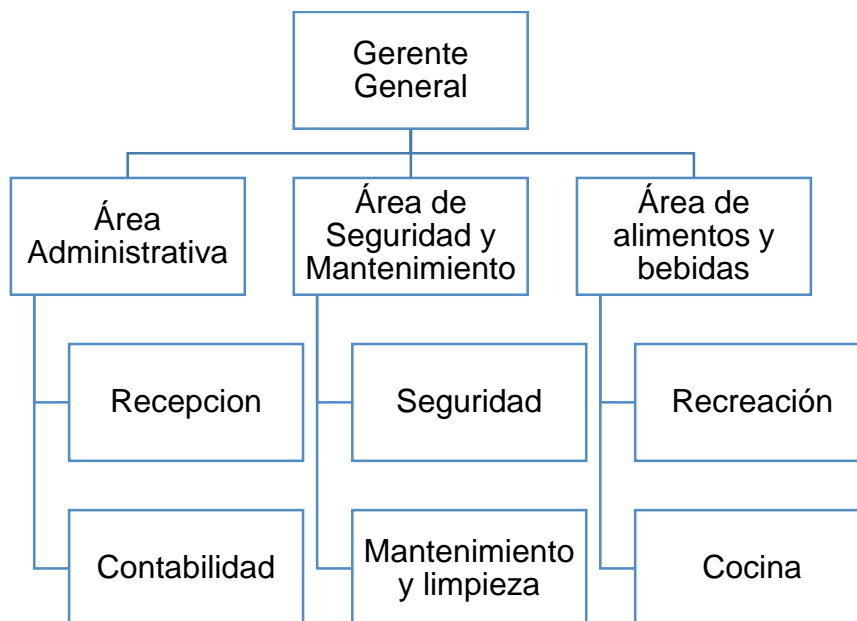 Gerente
General
Área
Administrativa
Área de
Seguridad y
Mantenimiento
Área de
alimentos y
bebidas
Recepcion
Seguridad
Recreación
Contabilidad
Mantenimiento
y limpieza
Cocina